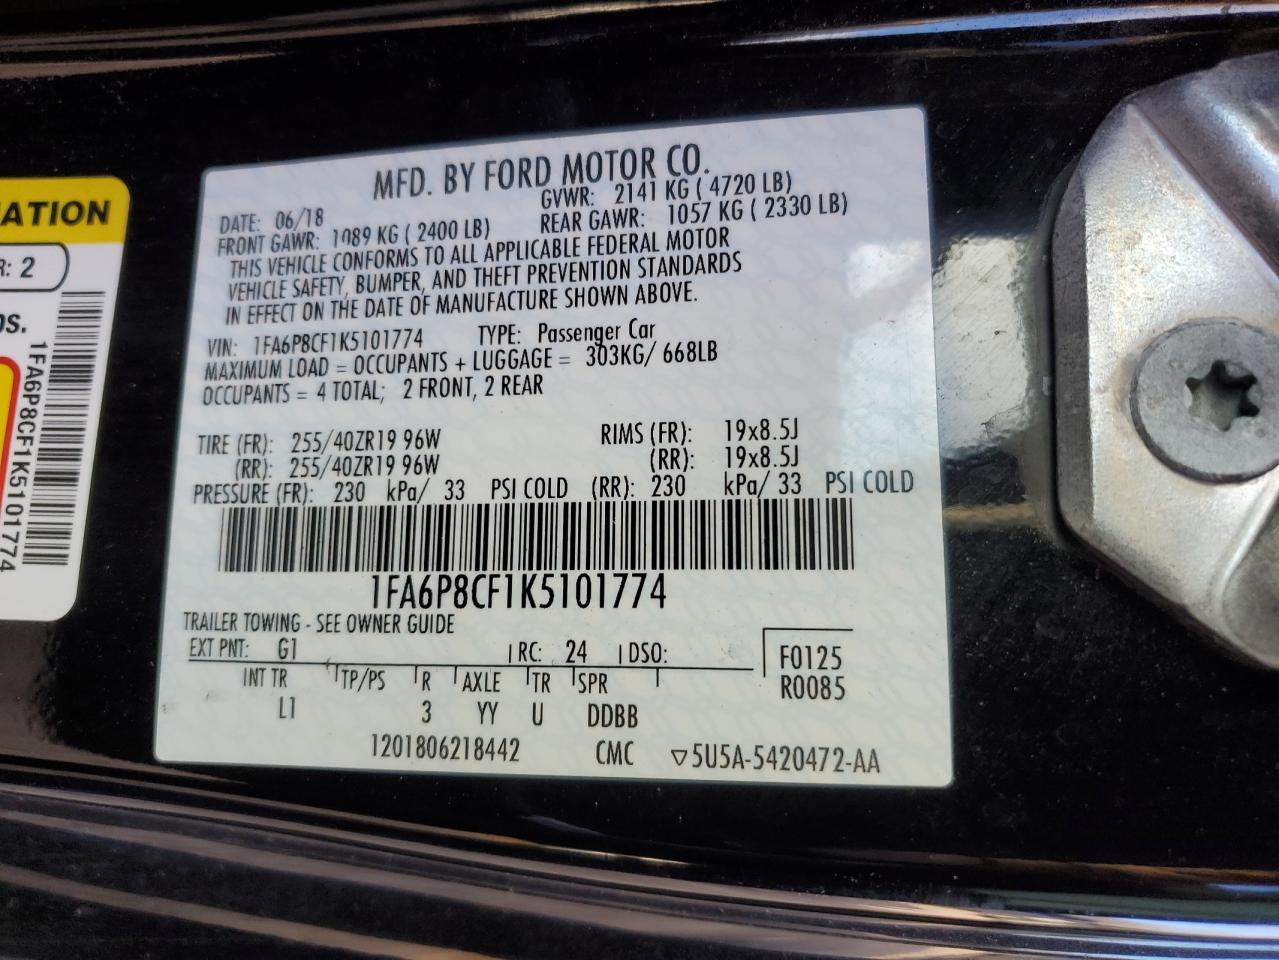 MFD. BY FORD MOTOR CO.
DATE: 06/18 GVWR: 2141 KG ( 4720 LB)
FRONT GAWR: 1089 KG ( 2400 LB) REAR GAWR: 1057 KG ( 2330 LB)
THIS VEHICLE CONFORMS TO ALL APPLICABLE FEDERAL MOTOR
VEHICLE SAFETY, BUMPER, AND THEFT PREVENTION STANDARDS
IN EFFECT ON THE DATE OF MANUFACTURE SHOWN ABOVE.
VIN: 1FA6P8CF1K5101774 TYPE: Passenger Car
MAXIMUM LOAD = OCCUPANTS + LUGGAGE = 303KG/ 668LB
OCCUPANTS = 4 TOTAL; 2 FRONT, 2 REAR
TIRE (FR): 255/40ZR19 96W RIMS (FR): 19x8.5J
(RR): 255/40ZR19 96W (RR): 19x8.5J
PRESSURE (FR): 230 kPa/ 33 PSI COLD (RR): 230 kPa/ 33 PSI COLD
1FA6P8CF1K5101774
TRAILER TOWING - SEE OWNER GUIDE
EXT PNT: G1 RC: 24 DSO: F0125
INT TR TP/PS R AXLE TR SPR R0085
L1 3 YY U DDBB
1201806218442 CMC ▽5U5A-5420472-AA
R: 2
1FA6P8CF1K5101774